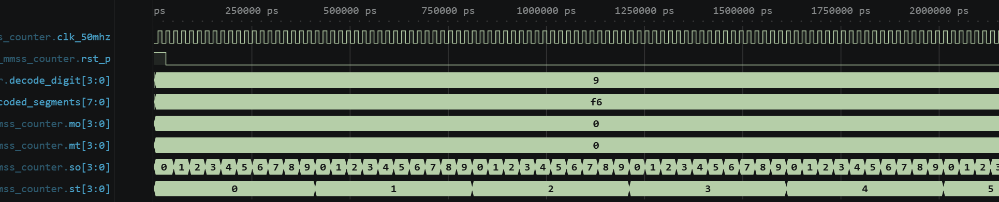 ps 250000 ps 500000 ps 750000 ps 1000000 ps 1250000 ps 1500000 ps 1750000 ps 2000000 ps
s_counter.clk_50mhz
_mmss_counter.rst_p
r.decode_digit[3:0] 9
coded_segments[7:0] f6
mss_counter.mo[3:0] 0
mss_counter.mt[3:0] 0
mss_counter.so[3:0] 0 1 2 3 4 5 6 7 8 9 0 1 2 3 4 5 6 7 8 9 0 1 2 3 4 5 6 7 8 9 0 1 2 3 4 5 6 7 8 9 0 1 2 3 4 5 6 7 8 9 0 1 2 3
mss_counter.st[3:0] 0 1 2 3 4 5